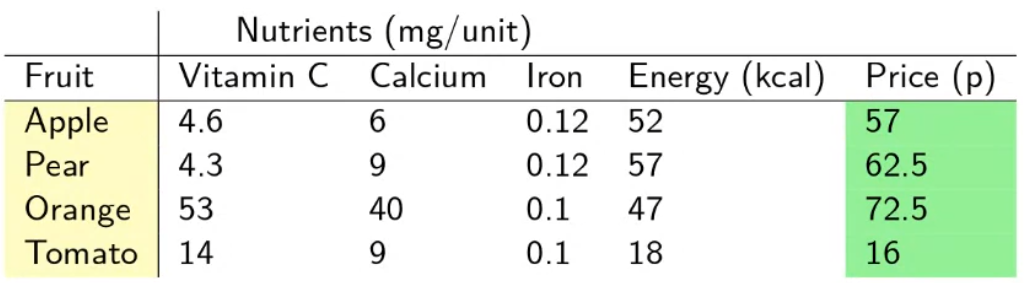 Nutrients (mg/unit)
Fruit Vitamin C Calcium Iron Energy (kcal) Price (p)
Apple 4.6 6 0.12 52 57
Pear 4.3 9 0.12 57 62.5
Orange 53 40 0.1 47 72.5
Tomato 14 9 0.1 18 16